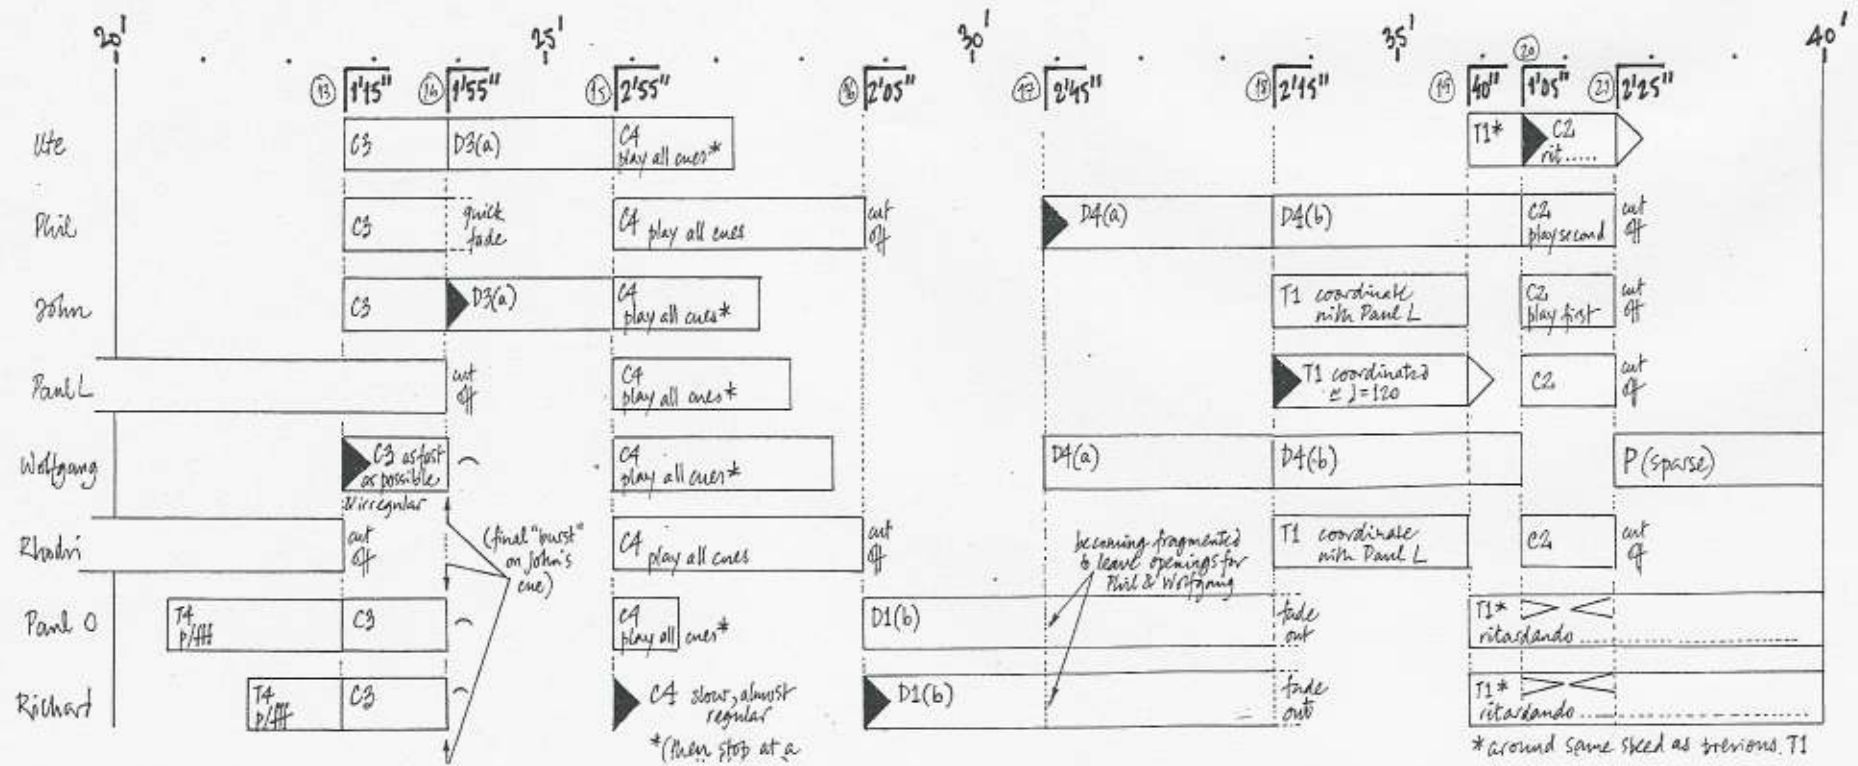 20' 25' 30' 35' 40'
13 1'15" 14 1'55" 15 2'55" 16 2'05" 17 2'45" 18 2'15" 19 40" 20 1'05" 21 2'25"
Ute C3 D3(a) C4 T1* C2
play all cues* rit.....
Phil C3 quick C4 play all cues cut D4(a) D4(b) C2 cut
fade off play second off
John C3 D3(a) C4 T1 coordinate C2 cut
play all cues* with Paul L play first off
Paul L cut C4 T1 coordinated C2 cut
off play all cues* ♩=120 off
Wolfgang C3 as fast C4 D4(a) D4(b) P (sparse)
as possible play all cues*
& irregular
Rhodri cut C4 cut T1 coordinate C2 cut
off play all cues off with Paul L off
(final "burst"
on John's
cue)
becoming fragmented
to leave openings for
Phil & Wolfgang
Paul O T4 C3 C4 D1(b) fade T1*
p/fff play all cues* out ritardando
Richard T4 C3 C4 slow, almost D1(b) fade T1*
p/fff regular out ritardando
*(then stop at a
*around same speed as previous T1